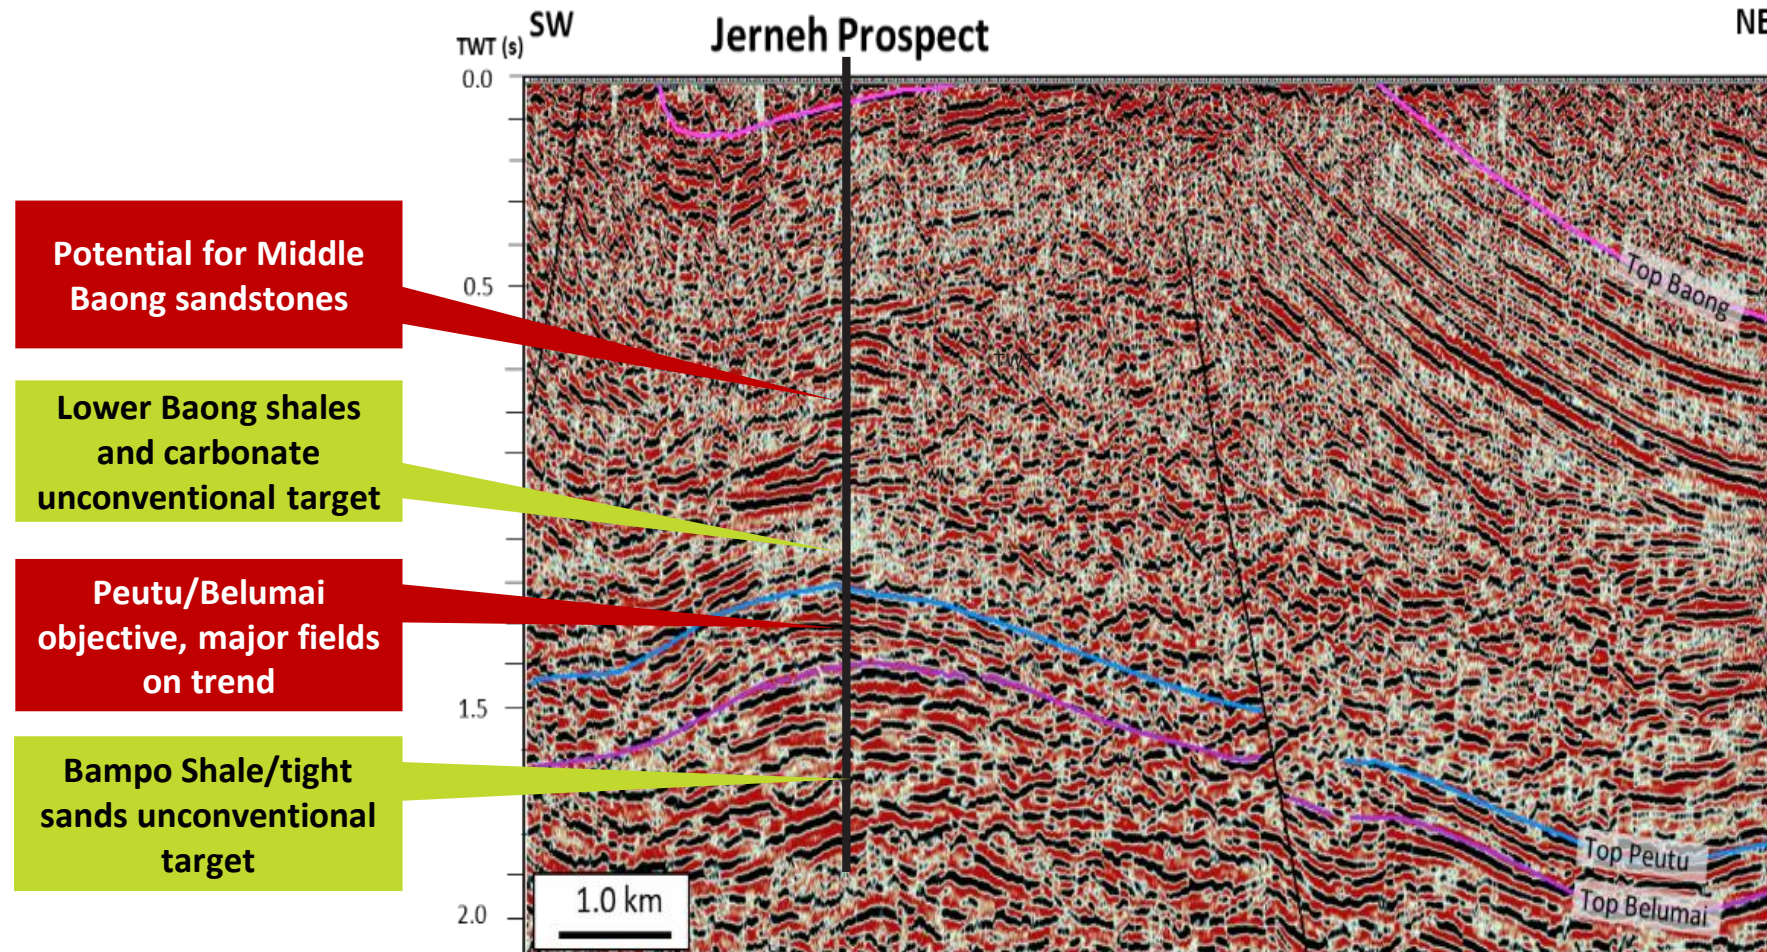 SW
Jerneh Prospect
NE
TWT (s)
0.0
Potential for Middle
Baong sandstones
0.5
Top Baong
TWT
Lower Baong shales
and carbonate
unconventional target
Peutu/Belumai
objective, major fields
on trend
1.5
Bampo Shale/tight
sands unconventional
target
Top Peutu
Top Belumai
1.0 km
2.0